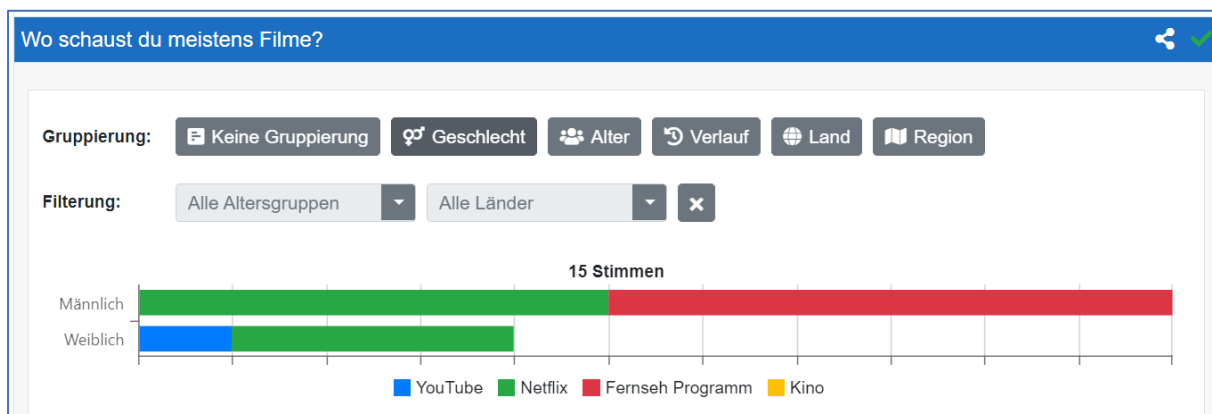 Wo schaust du meistens Filme?
Gruppierung: Keine Gruppierung Geschlecht Alter Verlauf Land Region
Filterung: Alle Altersgruppen Alle Länder
15 Stimmen
Männlich
Weiblich
YouTube Netflix Fernseh Programm Kino